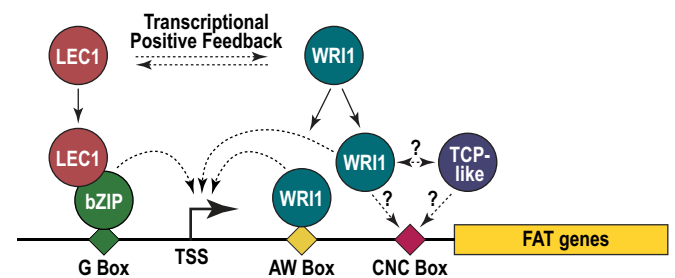 Transcriptional
Positive Feedback
LEC1
WRI1
LEC1
bZIP
WRI1
WRI1
?
TCP-
like
?
?
TSS
G Box
AW Box
CNC Box
FAT genes